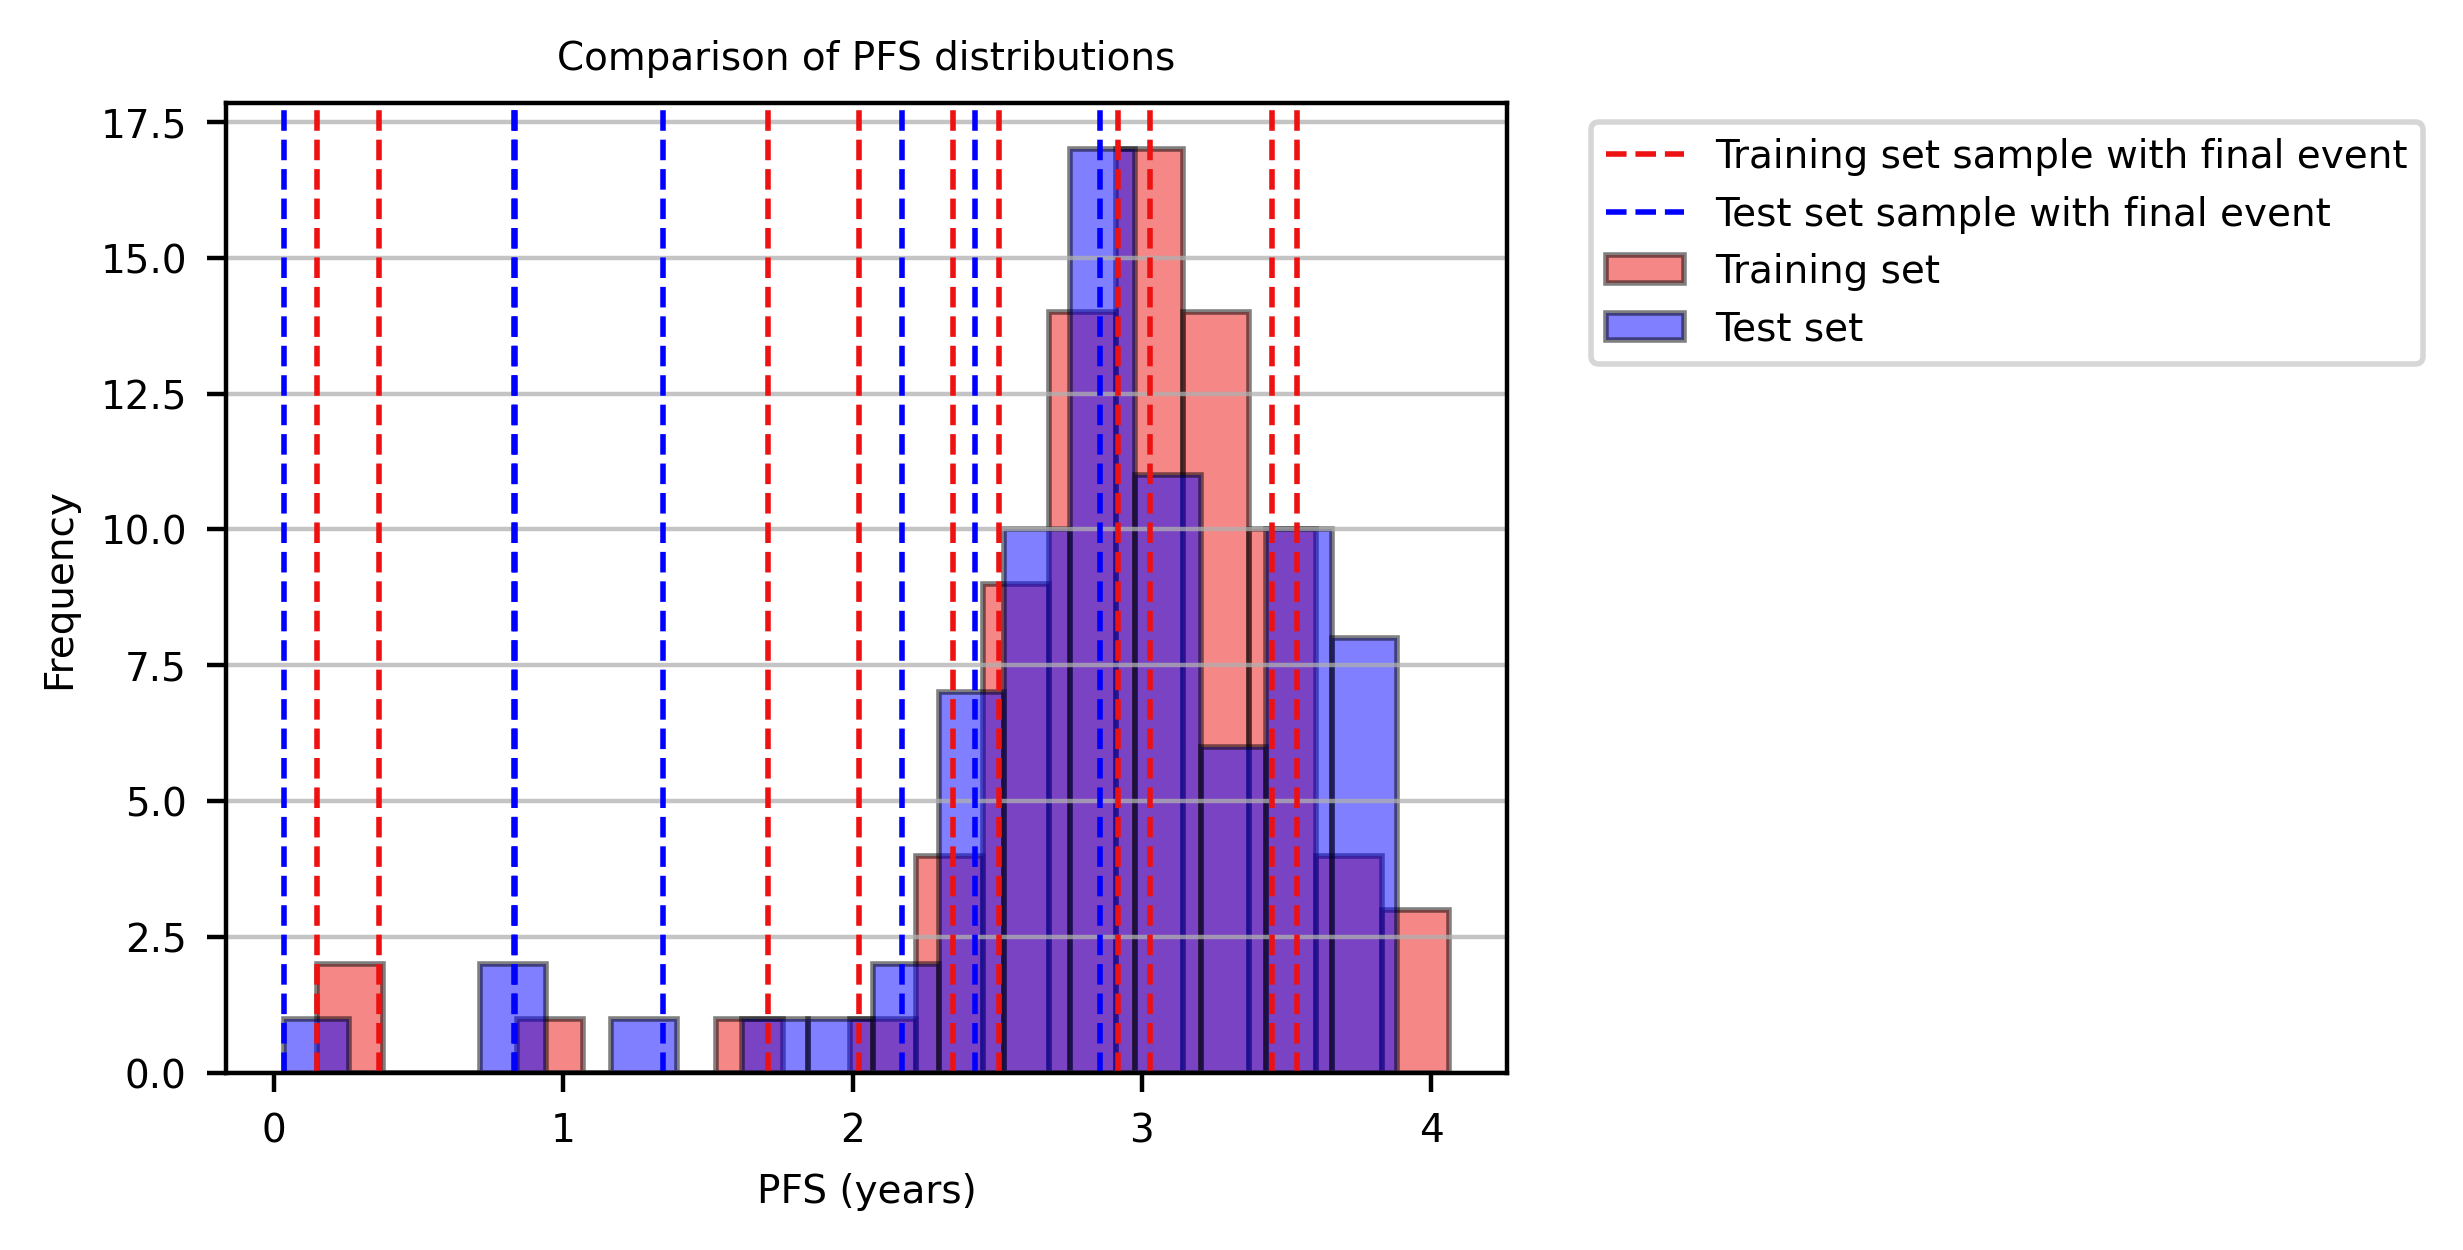 Comparison of PFS distributions
17.5
15.0
12.5
10.0
7.5
5.0
2.5
0.0
Frequency
0 1 2 3 4
PFS (years)
Training set sample with final event
Test set sample with final event
Training set
Test set